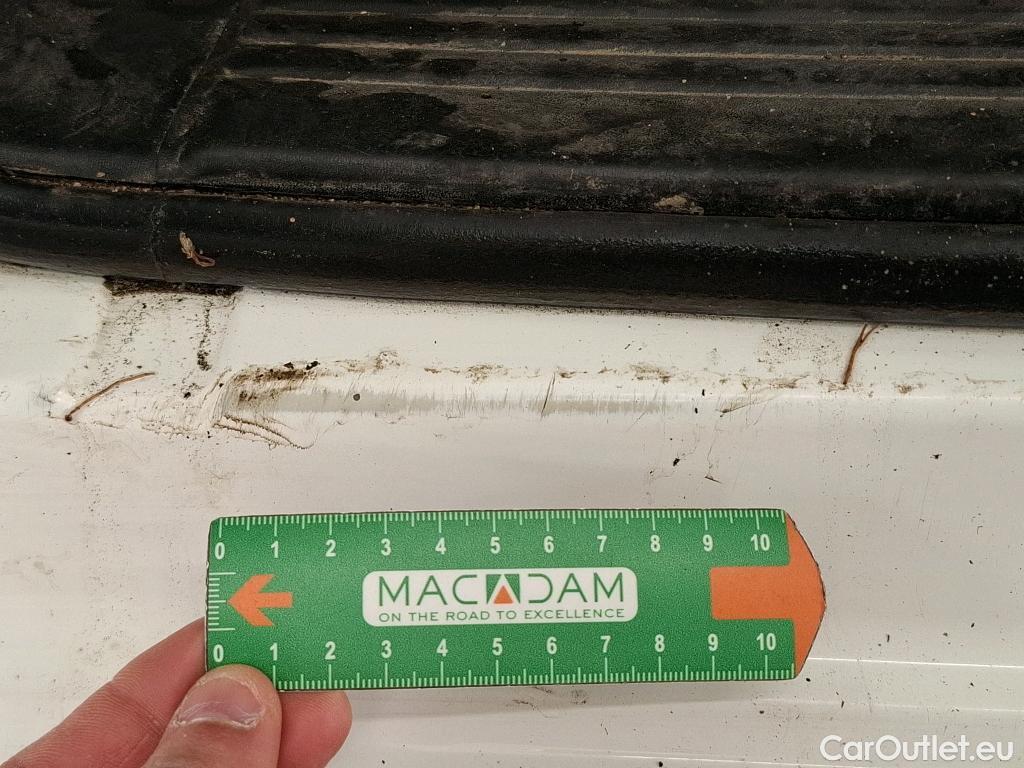 0 1 2 3 4 5 6 7 8 9 10
MACADAM
ON THE ROAD TO EXCELLENCE
0 1 2 3 4 5 6 7 8 9 10
CarOutlet.eu